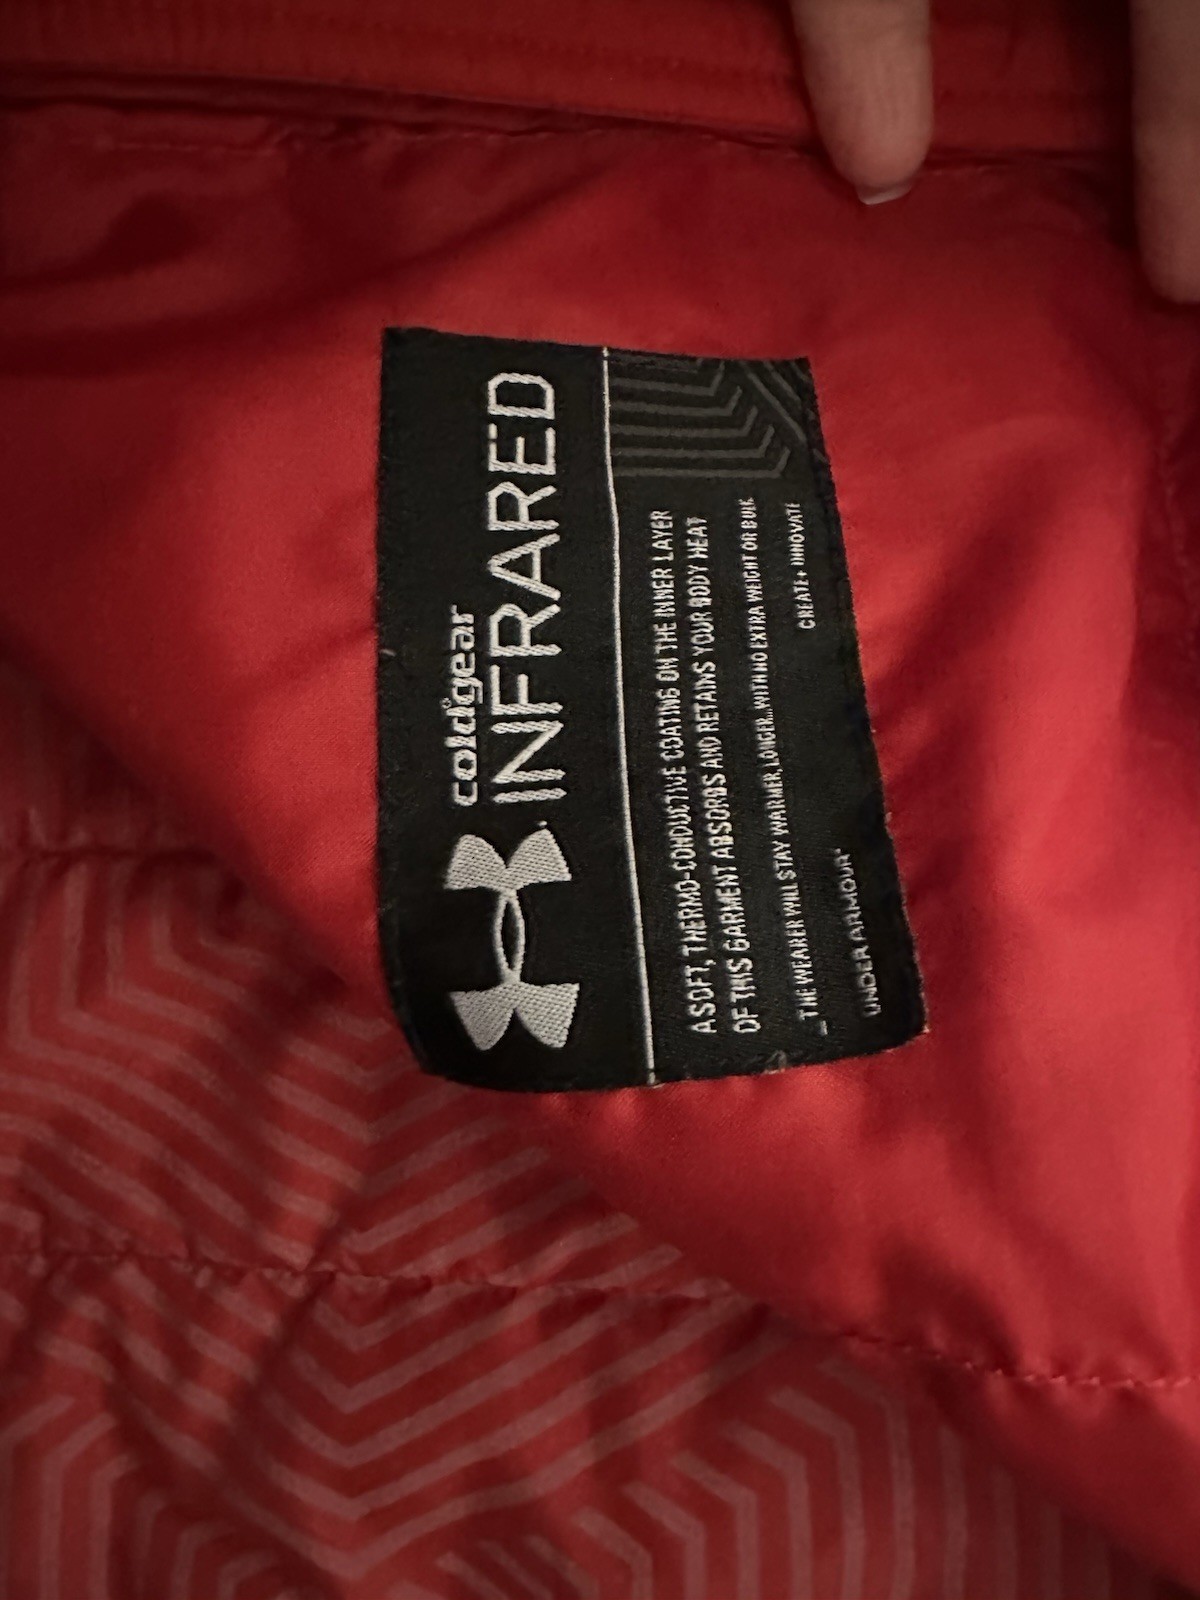 coldgear
INFRARED
A SOFT, THERMO-CONDUCTIVE COATING ON THE INNER LAYER
OF THIS GARMENT ABSORBS AND RETAINS YOUR BODY HEAT
_THE WEARER WILL STAY WARMER, LONGER...WITH NO EXTRA WEIGHT OR BULK
CREATE+ INNOVATE
UNDER ARMOUR